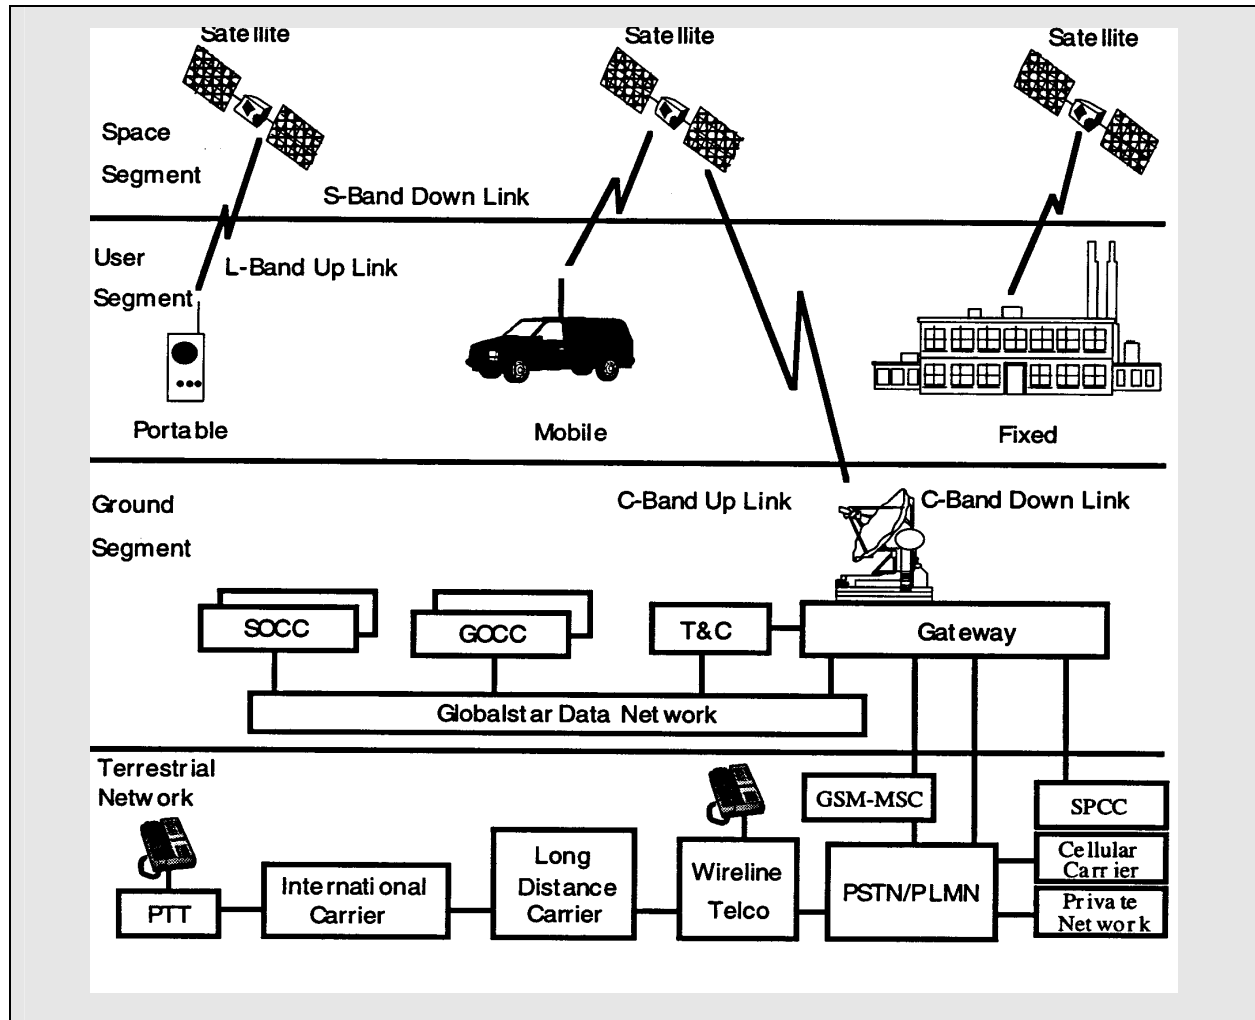 Satellite
Satellite
Satellite
Space
Segment
S-Band Down Link
User
Segment
L-Band Up Link
Portable
Mobile
Fixed
Ground
Segment
C-Band Up Link
C-Band Down Link
SOCC
GOCC
T&C
Gateway
Globalstar Data Network
Terrestrial
Network
GSM-MSC
SPCC
PTT
International
Carrier
Long
Distance
Carrier
Wireline
Telco
PSTN/PLMN
Cellular
Carrier
Private
Network